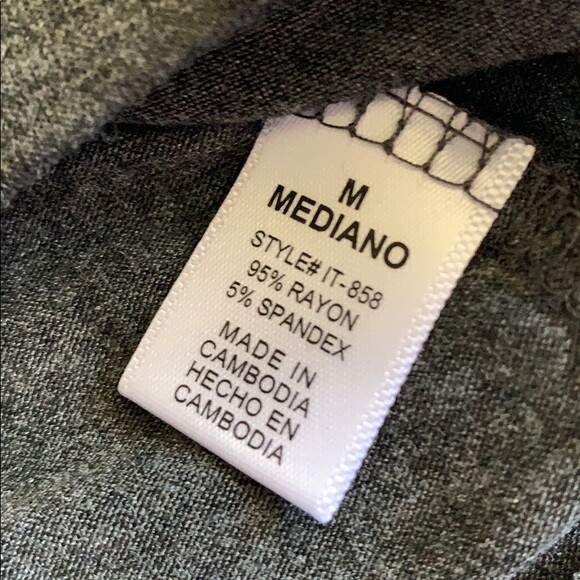 M
MEDIANO
STYLE# IT-858
95% RAYON
5% SPANDEX
MADE IN
CAMBODIA
HECHO EN
CAMBODIA